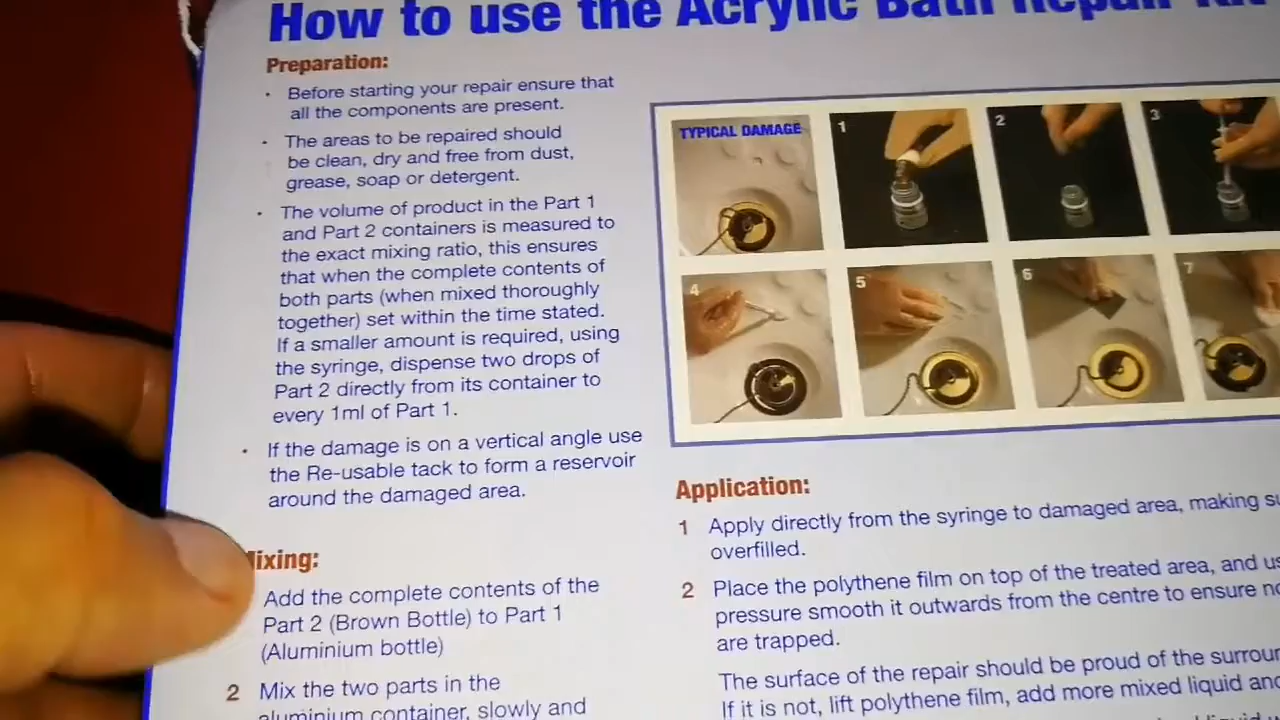 How to use the Acrylic Bath Repair Kit
Preparation:
· Before starting your repair ensure that
all the components are present.
· The areas to be repaired should
be clean, dry and free from dust,
grease, soap or detergent.
· The volume of product in the Part 1
and Part 2 containers is measured to
the exact mixing ratio, this ensures
that when the complete contents of
both parts (when mixed thoroughly
together) set within the time stated.
If a smaller amount is required, using
the syringe, dispense two drops of
Part 2 directly from its container to
every 1ml of Part 1.
· If the damage is on a vertical angle use
the Re-usable tack to form a reservoir
around the damaged area.
ixing:
Add the complete contents of the
Part 2 (Brown Bottle) to Part 1
(Aluminium bottle)
2 Mix the two parts in the
aluminium container, slowly and
TYPICAL DAMAGE
1
2
3
4
5
6
7
Application:
1 Apply directly from the syringe to damaged area, making
overfilled.
2 Place the polythene film on top of the treated area, and
pressure smooth it outwards from the centre to ensure
are trapped.
The surface of the repair should be proud of the
If it is not, lift polythene film, add more mixed liquid